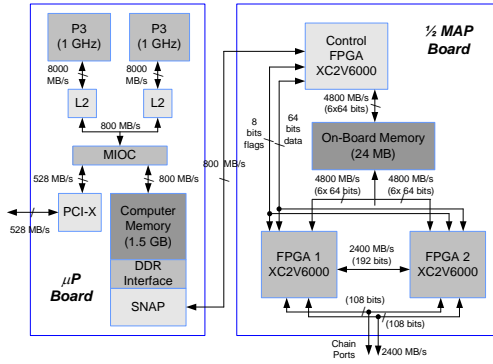 P3
(1 GHz)
P3
(1 GHz)
8000
MB/s
8000
MB/s
L2
L2
800 MB/s
MIOC
528 MB/s
800 MB/s
PCI-X
528 MB/s
Computer
Memory
(1.5 GB)
DDR
Interface
SNAP
μP
Board
800 MB/s
½ MAP
Board
Control
FPGA
XC2V6000
4800 MB/s
(6x64 bits)
8
bits
flags
64
bits
data
On-Board Memory
(24 MB)
4800 MB/s
(6x 64 bits)
4800 MB/s
(6x 64 bits)
FPGA 1
XC2V6000
2400 MB/s
(192 bits)
FPGA 2
XC2V6000
(108 bits)
(108 bits)
Chain
Ports
2400 MB/s